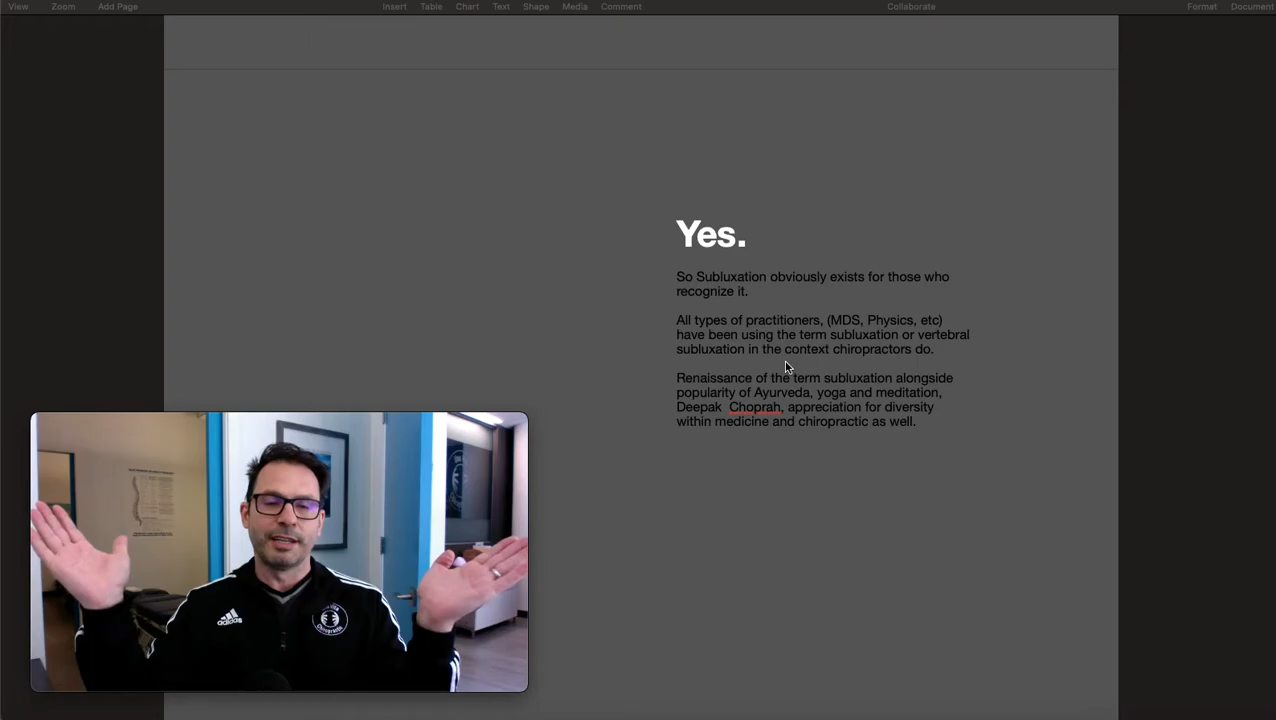 View Zoom Add Page Insert Table Chart Text Shape Media Comment Collaborate Format Document
Yes.
So Subluxation obviously exists for those who
recognize it.
All types of practitioners, (MDS, Physics, etc)
have been using the term subluxation or vertebral
subluxation in the context chiropractors do.
Renaissance of the term subluxation alongside
popularity of Ayurveda, yoga and meditation,
Deepak Choprah, appreciation for diversity
within medicine and chiropractic as well.
adidas
Chiropractic